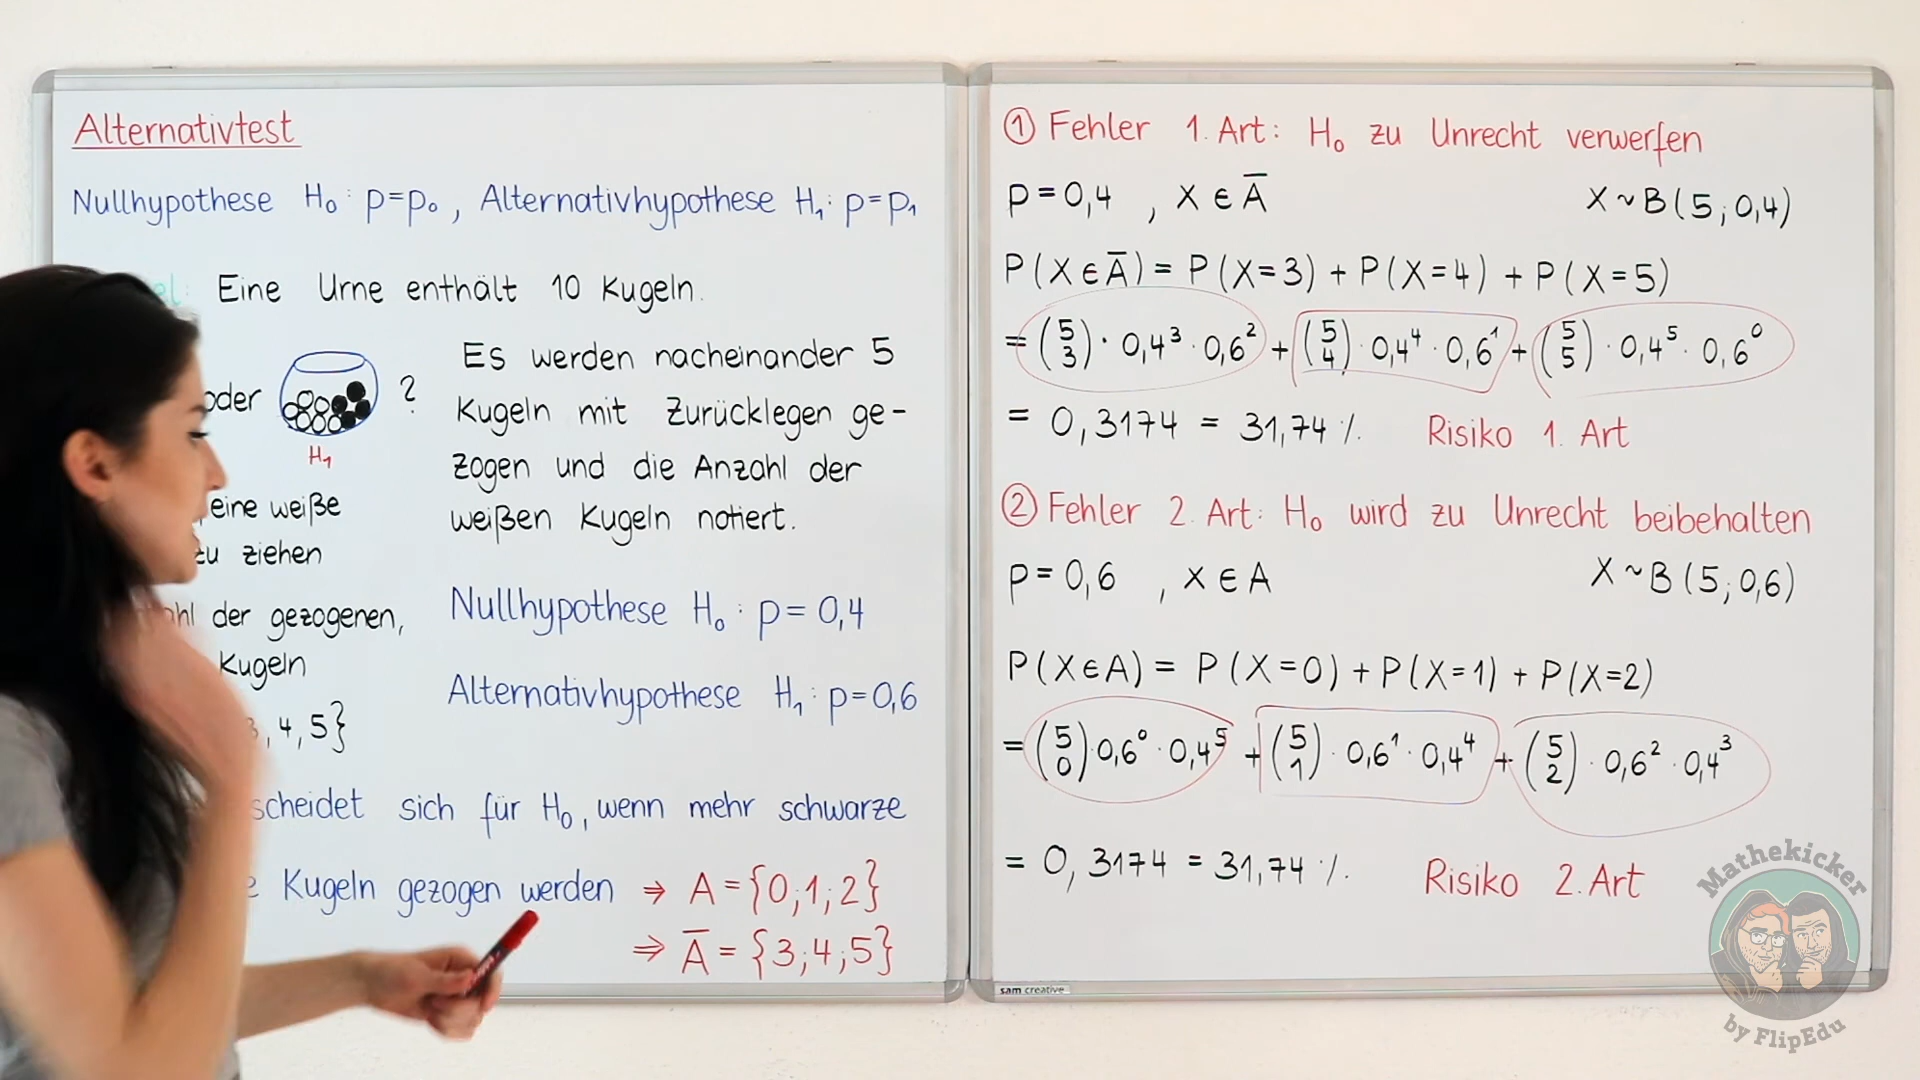 Alternativtest
Nullhypothese H₀: p=p₀, Alternativhypothese H₁: p=p₁
Eine Urne enthält 10 Kugeln.
oder ?
H₁
eine weiße
zu ziehen
der gezogenen,
Kugeln
, 4, 5}
Es werden nacheinander 5
Kugeln mit Zurücklegen ge-
zogen und die Anzahl der
weißen Kugeln notiert.
Nullhypothese H₀: p=0,4
Alternativhypothese H₁: p=0,6
scheidet sich für H₀, wenn mehr schwarze
Kugeln gezogen werden ⇒ A={0;1;2}
⇒ A̅={3;4;5}
① Fehler 1. Art: H₀ zu Unrecht verwerfen
p=0,4 , X ∈ A̅ X~B(5;0,4)
P(X∈A̅) = P(X=3) + P(X=4) + P(X=5)
= (5 3) · 0,4³ · 0,6² + (5 4) · 0,4⁴ · 0,6¹ + (5 5) · 0,4⁵ · 0,6⁰
= 0,3174 = 31,74 %. Risiko 1. Art
② Fehler 2. Art: H₀ wird zu Unrecht beibehalten
p=0,6 , X ∈ A X~B(5;0,6)
P(X∈A) = P(X=0) + P(X=1) + P(X=2)
= (5 0) · 0,6⁰ · 0,4⁵ + (5 1) · 0,6¹ · 0,4⁴ + (5 2) · 0,6² · 0,4³
= 0,3174 = 31,74 %. Risiko 2. Art
sam creative
Mathekicker
by FlipEdu